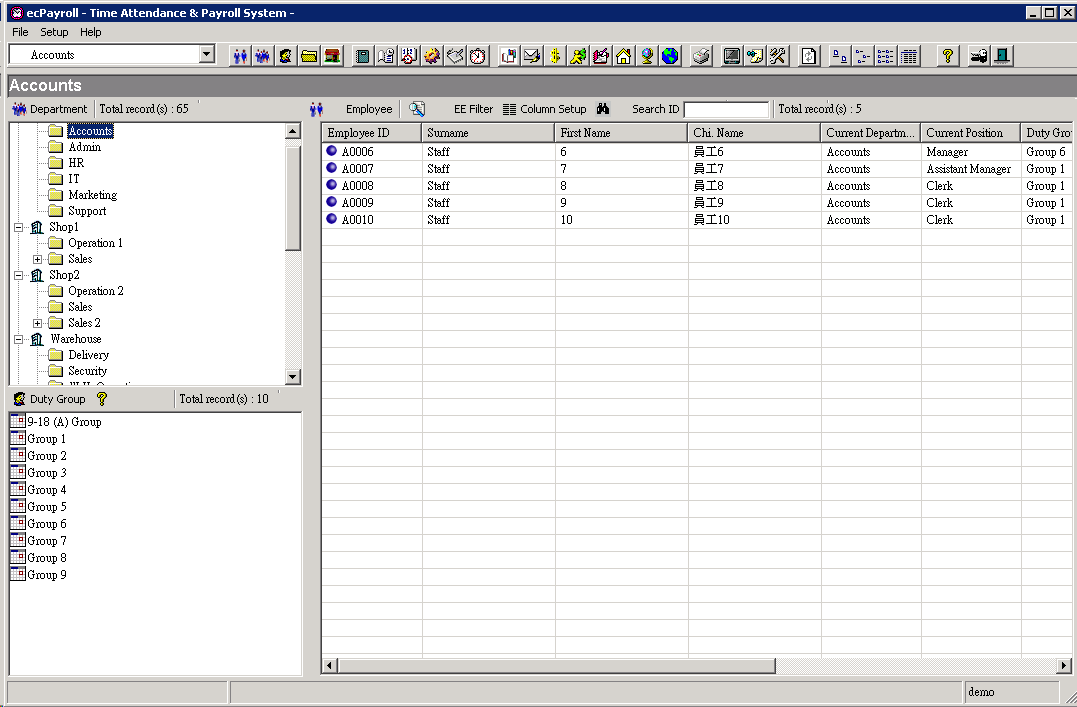 ecPayroll - Time Attendance & Payroll System -
File Setup Help
Accounts
Accounts
Department Total record(s) : 65
Employee EE Filter Column Setup Search ID Total record(s) : 5
Accounts
Admin
HR
IT
Marketing
Support
Shop1
Operation 1
Sales
Shop2
Operation 2
Sales
Sales 2
Warehouse
Delivery
Security
Duty Group Total record(s) : 10
9-18 (A) Group
Group 1
Group 2
Group 3
Group 4
Group 5
Group 6
Group 7
Group 8
Group 9
Employee ID Surname First Name Chi. Name Current Departm... Current Position Duty Gro
A0006 Staff 6 員工6 Accounts Manager Group 6
A0007 Staff 7 員工7 Accounts Assistant Manager Group 1
A0008 Staff 8 員工8 Accounts Clerk Group 1
A0009 Staff 9 員工9 Accounts Clerk Group 1
A0010 Staff 10 員工10 Accounts Clerk Group 1
demo